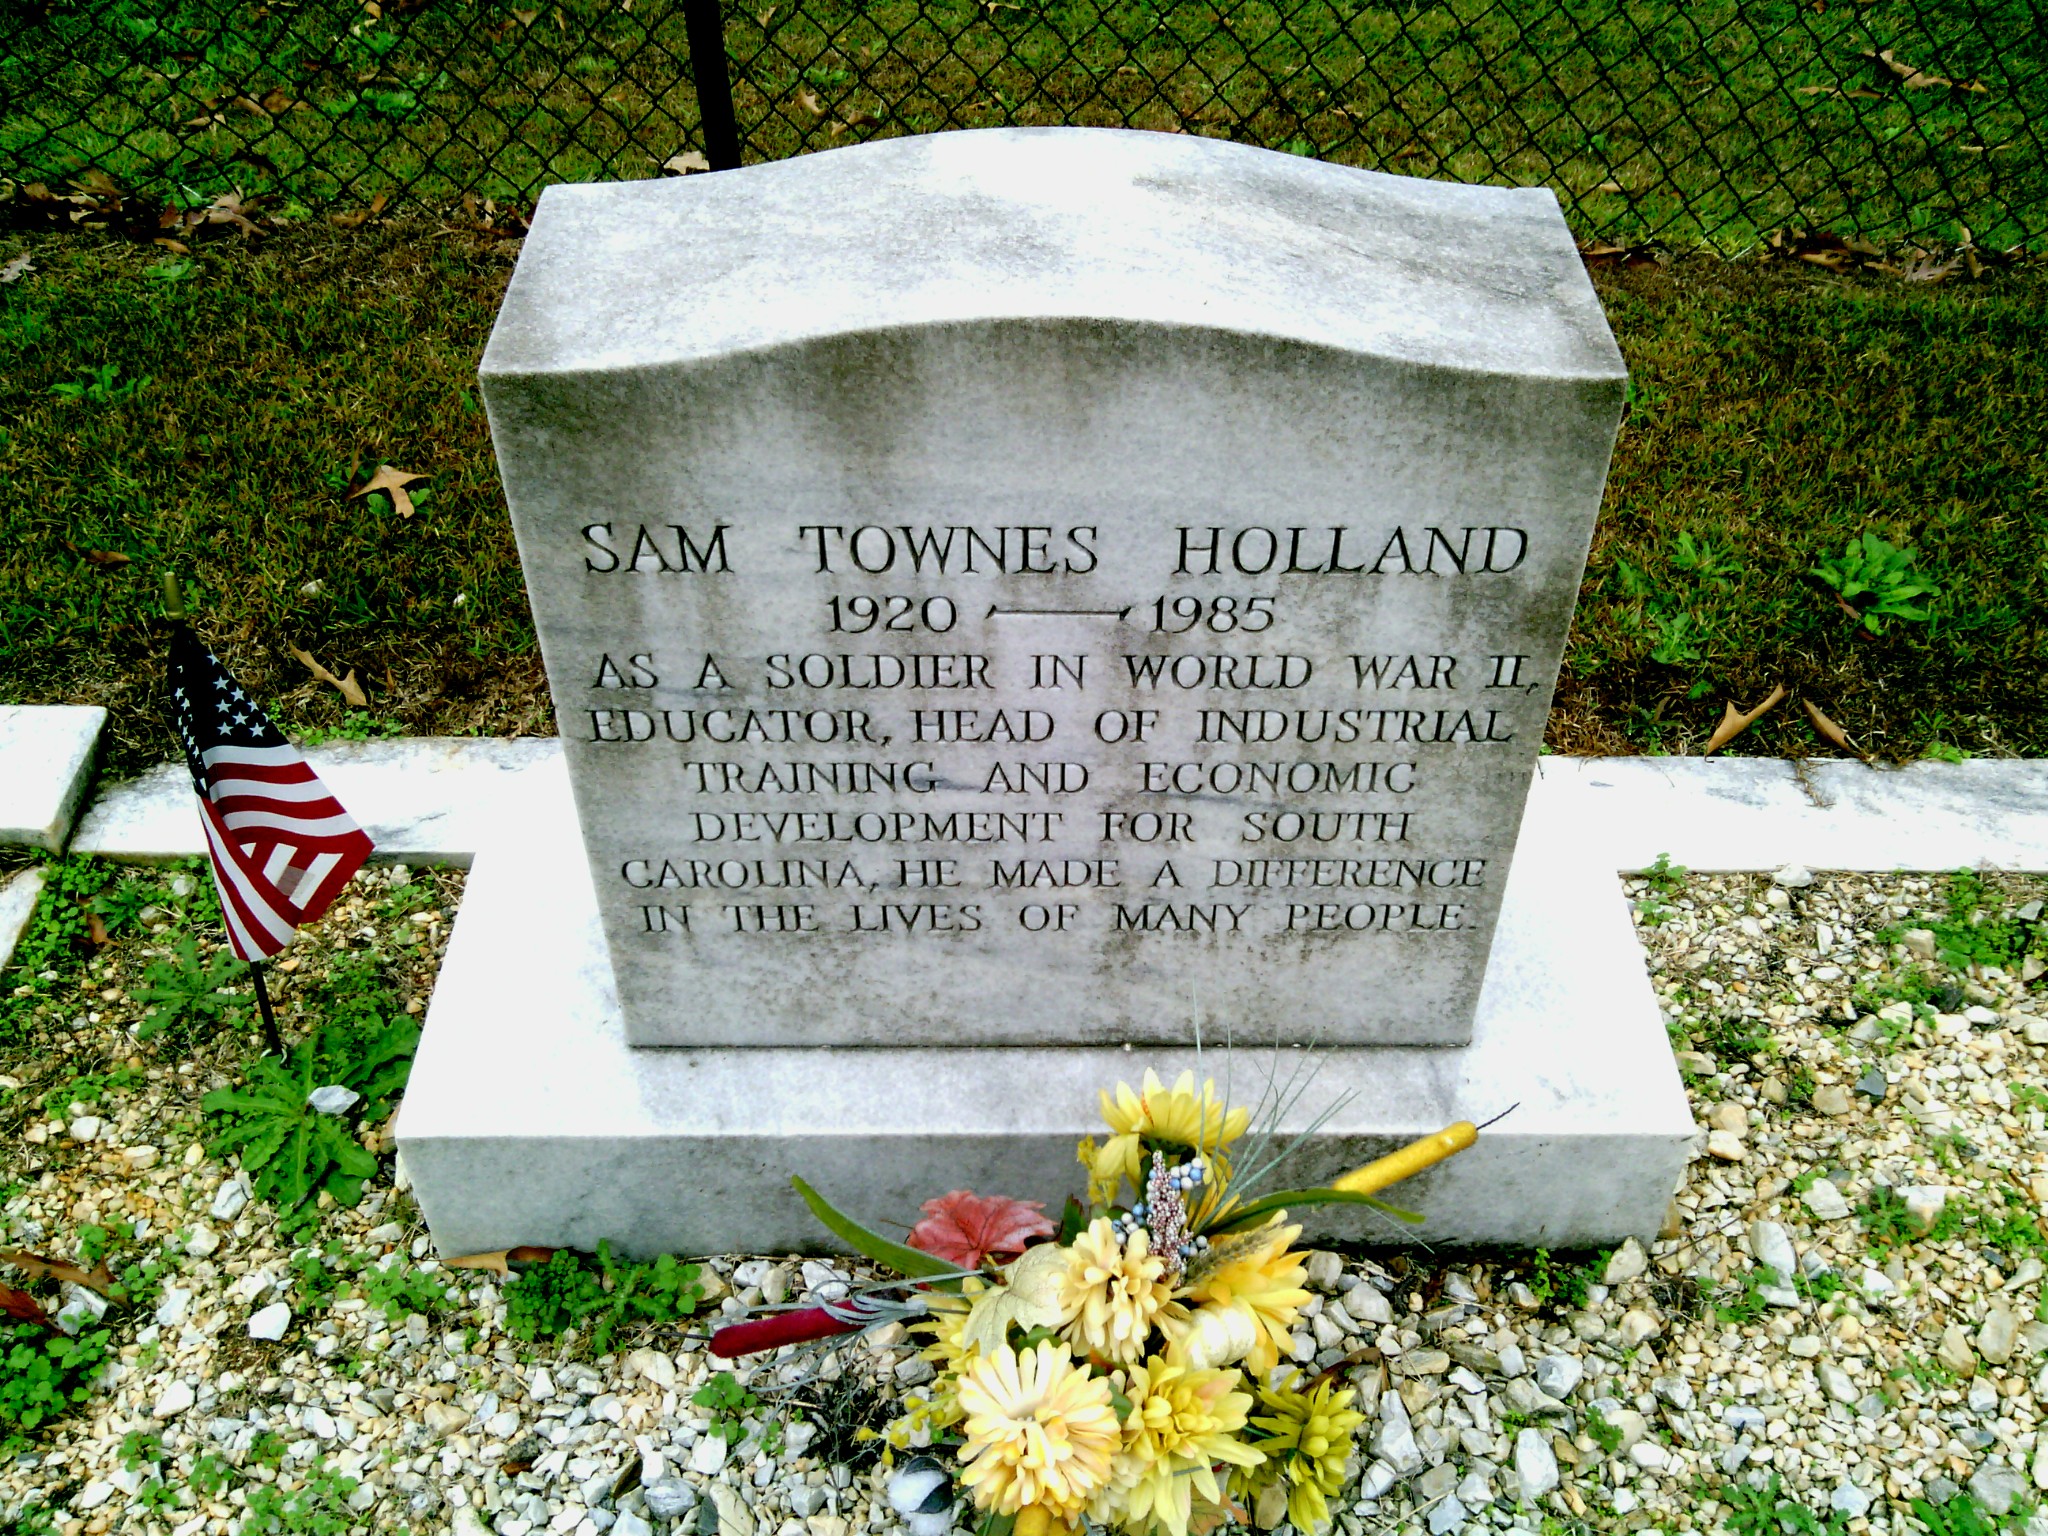 SAM TOWNES HOLLAND
1920 — 1985
AS A SOLDIER IN WORLD WAR II,
EDUCATOR, HEAD OF INDUSTRIAL
TRAINING AND ECONOMIC
DEVELOPMENT FOR SOUTH
CAROLINA, HE MADE A DIFFERENCE
IN THE LIVES OF MANY PEOPLE.